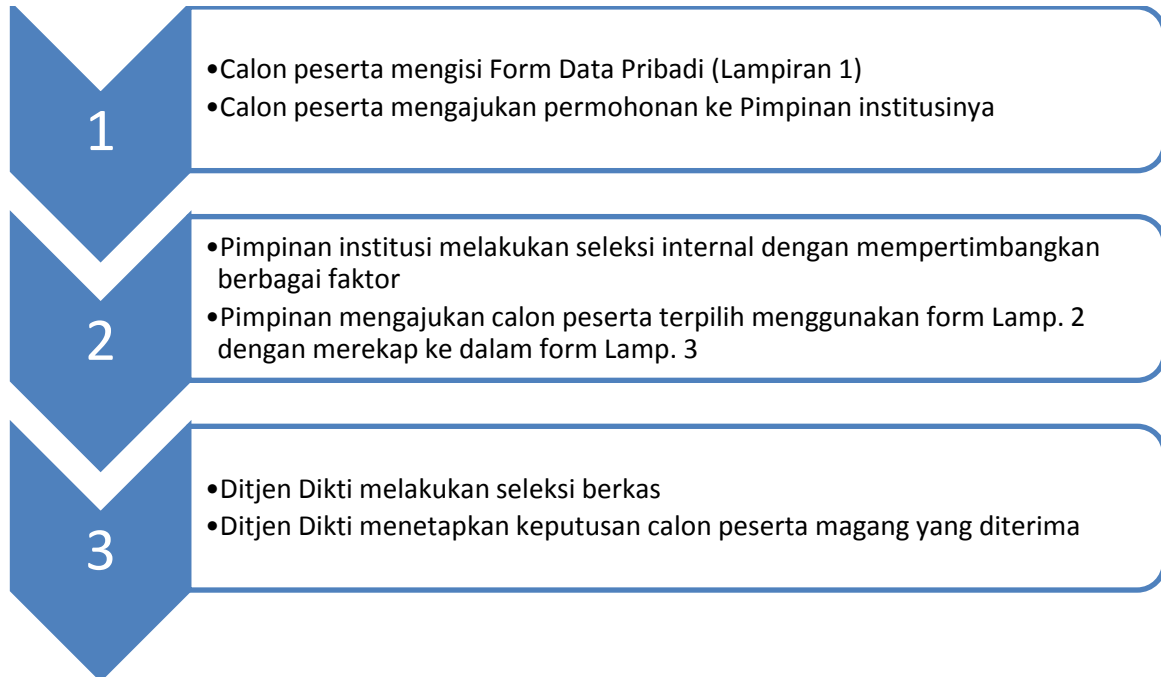 1
•Calon peserta mengisi Form Data Pribadi (Lampiran 1)
•Calon peserta mengajukan permohonan ke Pimpinan institusinya
2
•Pimpinan institusi melakukan seleksi internal dengan mempertimbangkan
berbagai faktor
•Pimpinan mengajukan calon peserta terpilih menggunakan form Lamp. 2
dengan merekap ke dalam form Lamp. 3
3
•Ditjen Dikti melakukan seleksi berkas
•Ditjen Dikti menetapkan keputusan calon peserta magang yang diterima